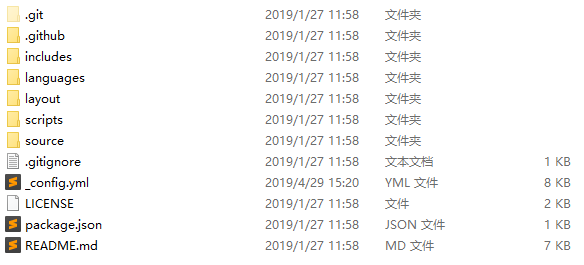 .git 2019/1/27 11:58 文件夹
.github 2019/1/27 11:58 文件夹
includes 2019/1/27 11:58 文件夹
languages 2019/1/27 11:58 文件夹
layout 2019/1/27 11:58 文件夹
scripts 2019/1/27 11:58 文件夹
source 2019/1/27 11:58 文件夹
.gitignore 2019/1/27 11:58 文本文档 1 KB
_config.yml 2019/4/29 15:20 YML 文件 8 KB
LICENSE 2019/1/27 11:58 文件 2 KB
package.json 2019/1/27 11:58 JSON 文件 1 KB
README.md 2019/1/27 11:58 MD 文件 7 KB